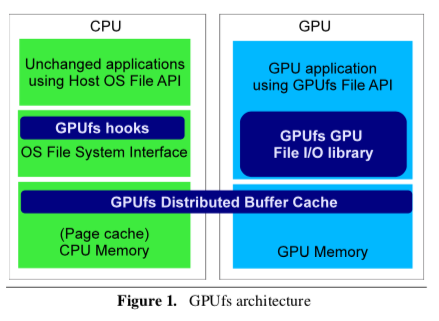 CPU
Unchanged applications
using Host OS File API
GPUfs hooks
OS File System Interface
GPU
GPU application
using GPUfs File API
GPUfs GPU
File I/O library
GPUfs Distributed Buffer Cache
(Page cache)
CPU Memory
GPU Memory
Figure 1. GPUfs architecture